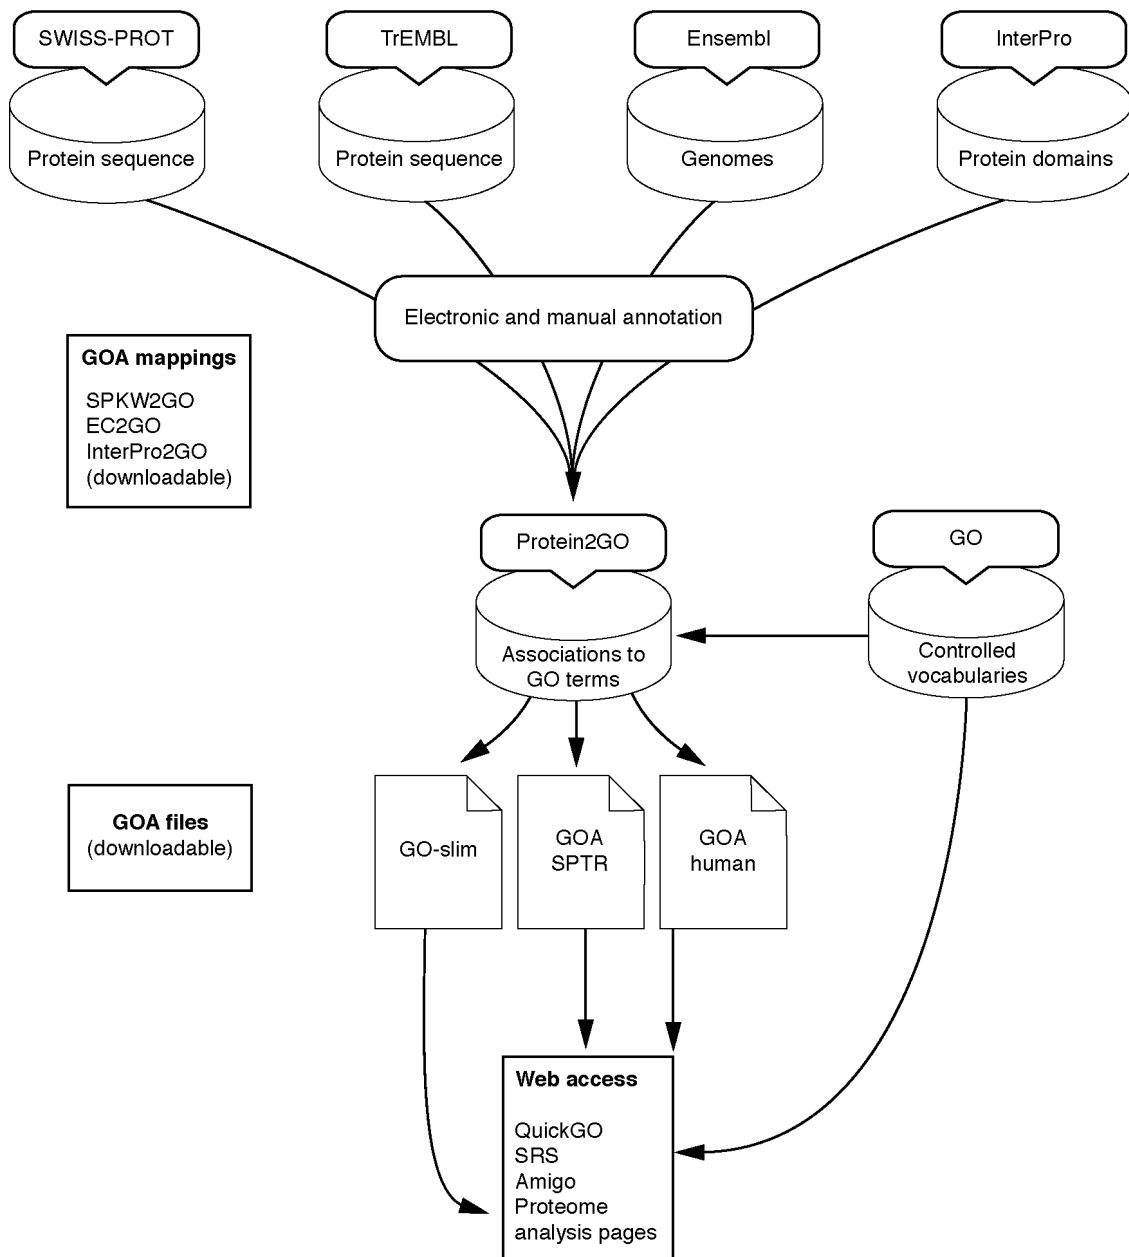 SWISS-PROT
TrEMBL
Ensembl
InterPro
Protein sequence
Protein sequence
Genomes
Protein domains
Electronic and manual annotation
GOA mappings
SPKW2GO
EC2GO
InterPro2GO
(downloadable)
Protein2GO
GO
Associations to
GO terms
Controlled
vocabularies
GOA files
(downloadable)
GO-slim
GOA
SPTR
GOA
human
Web access
QuickGO
SRS
Amigo
Proteome
analysis pages